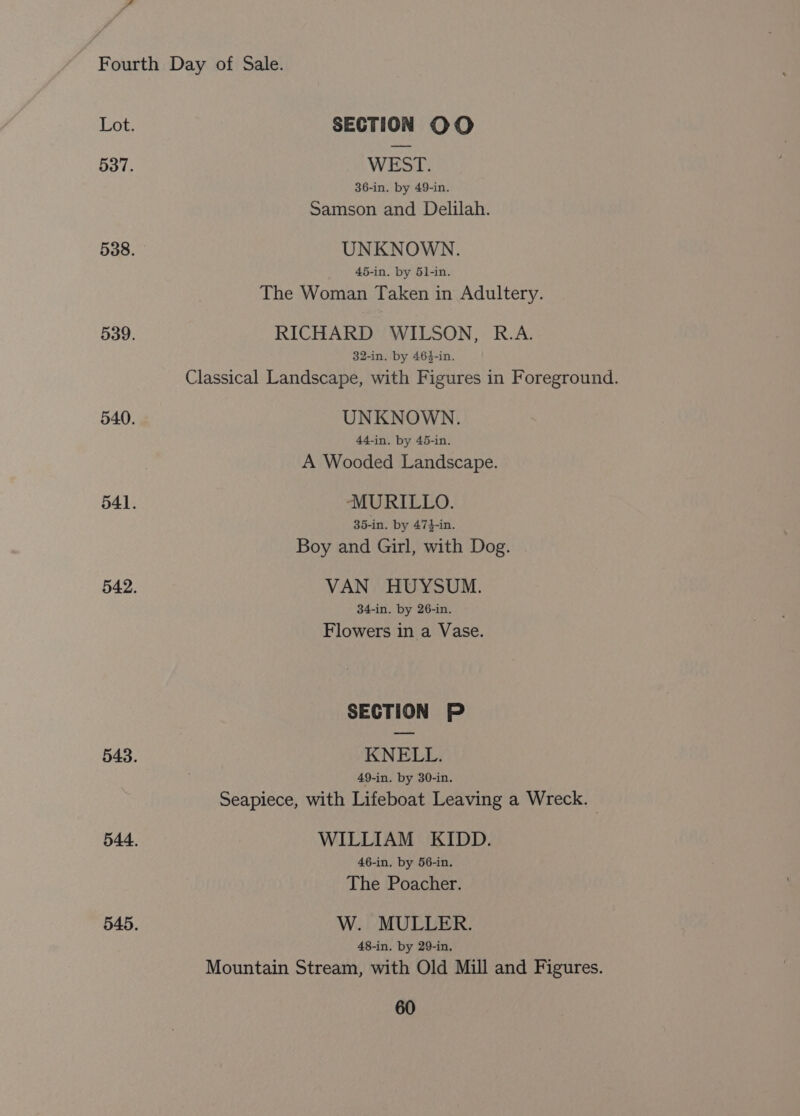 Fourth Day of Sale.
Lot. SECTION OO
537. WEST.
36-in. by 49-in.
Samson and Delilah.
538. UNKNOWN.
45-in. by 51-in.
The Woman Taken in Adultery.
539. RICHARD WILSON, R.A.
32-in. by 46½-in.
Classical Landscape, with Figures in Foreground.
540. UNKNOWN.
44-in. by 45-in.
A Wooded Landscape.
541. MURILLO.
35-in. by 47½-in.
Boy and Girl, with Dog.
542. VAN HUYSUM.
34-in. by 26-in.
Flowers in a Vase.
SECTION P
543. KNELL.
49-in. by 30-in.
Seapiece, with Lifeboat Leaving a Wreck.
544. WILLIAM KIDD.
46-in. by 56-in.
The Poacher.
545. W. MULLER.
48-in. by 29-in.
Mountain Stream, with Old Mill and Figures.
60